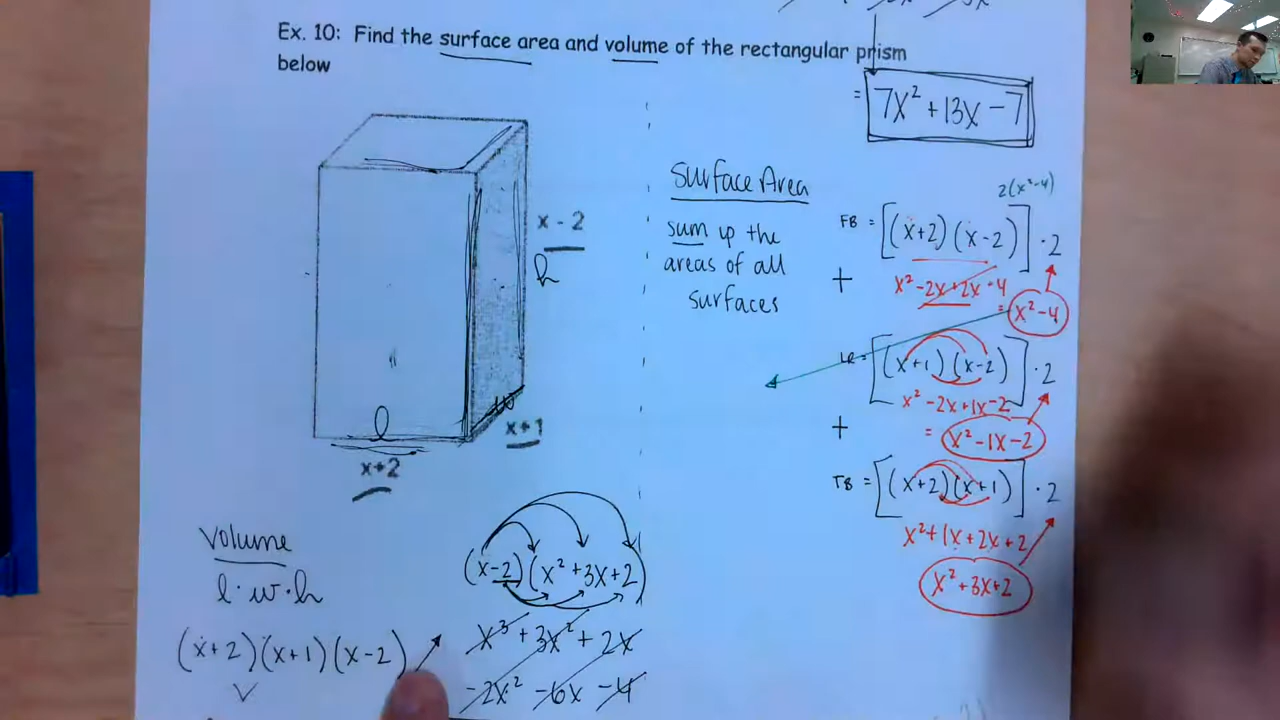 Ex. 10: Find the surface area and volume of the rectangular prism
below
= 7x² + 13x - 7
x - 2
h
l
w
x+1
x+2
Surface Area
sum up the
areas of all
surfaces
2(x²-4)
FB = [(x+2)(x-2)] · 2
x² - 2x + 2x - 4
= x² - 4
+
LR = [(x+1)(x-2)] · 2
x² - 2x + 1x - 2
= x² - 1x - 2
+
TB = [(x+2)(x+1)] · 2
x² + 1x + 2x + 2
x² + 3x + 2
Volume
l · w · h
(x+2)(x+1)(x-2)
(x-2)(x² + 3x + 2)
x³ + 3x² + 2x
-2x² - 6x - 4